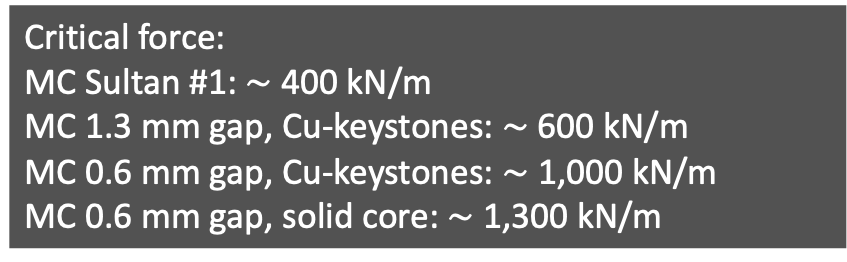 Critical force:
MC Sultan #1: ~ 400 kN/m
MC 1.3 mm gap, Cu-keystones: ~ 600 kN/m
MC 0.6 mm gap, Cu-keystones: ~ 1,000 kN/m
MC 0.6 mm gap, solid core: ~ 1,300 kN/m